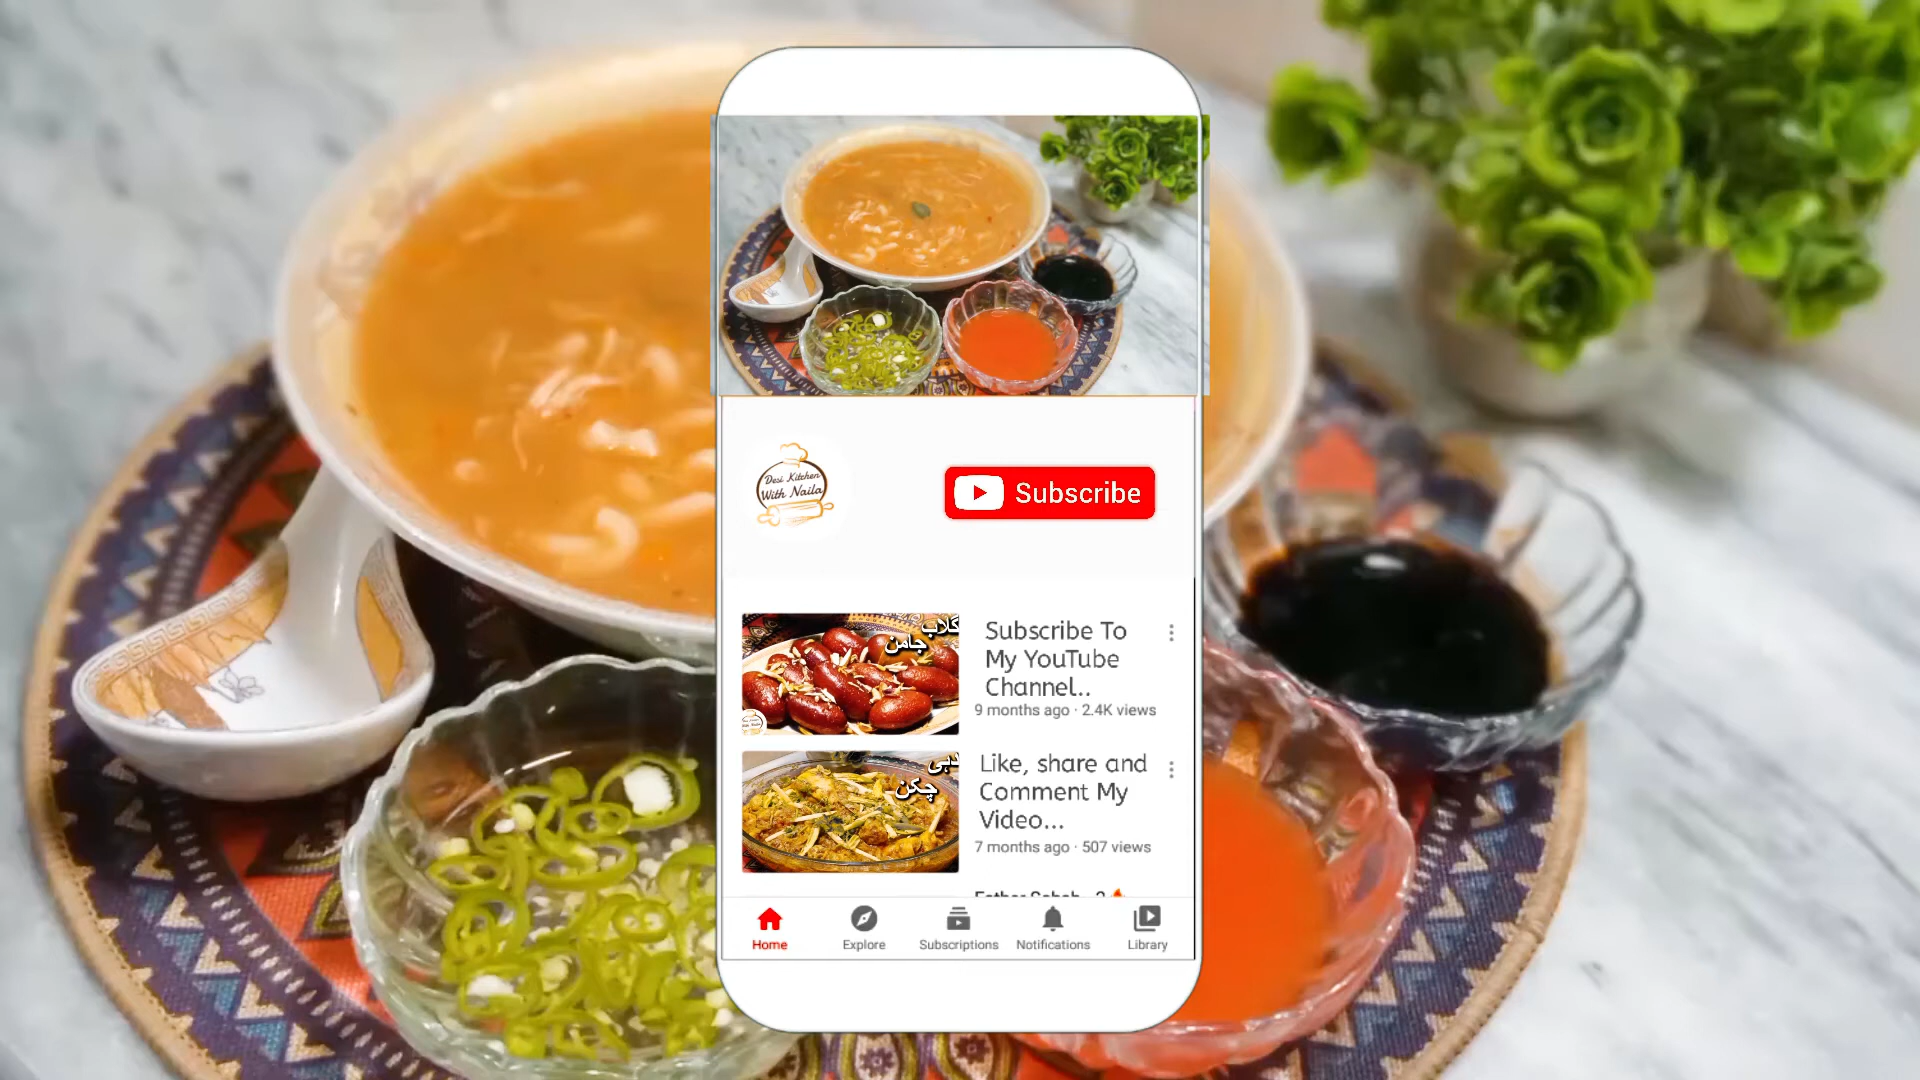 Desi Kitchen
With Naila
Subscribe
گلاب
جامن
Subscribe To
My YouTube
Channel..
9 months ago · 2.4K views
دہی
چکن
Like, share and
Comment My
Video...
7 months ago · 507 views
Home
Explore
Subscriptions
Notifications
Library